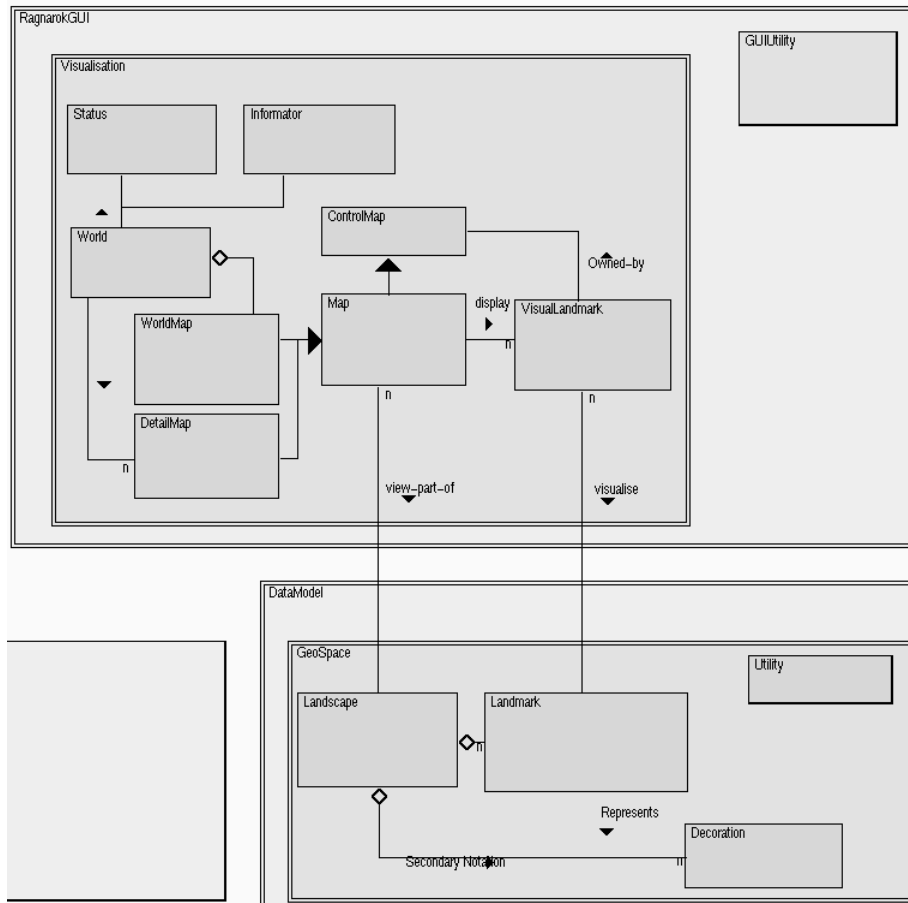 RagnarokGUI
GUIUtility
Visualisation
Status
Informator
ControlMap
World
Owned-by
Map
display
VisualLandmark
WorldMap
n
n
n
DetailMap
n
view-part-of
visualise
DataModel
GeoSpace
Utility
Landscape
Landmark
n
Represents
Decoration
Secondary Notation
n